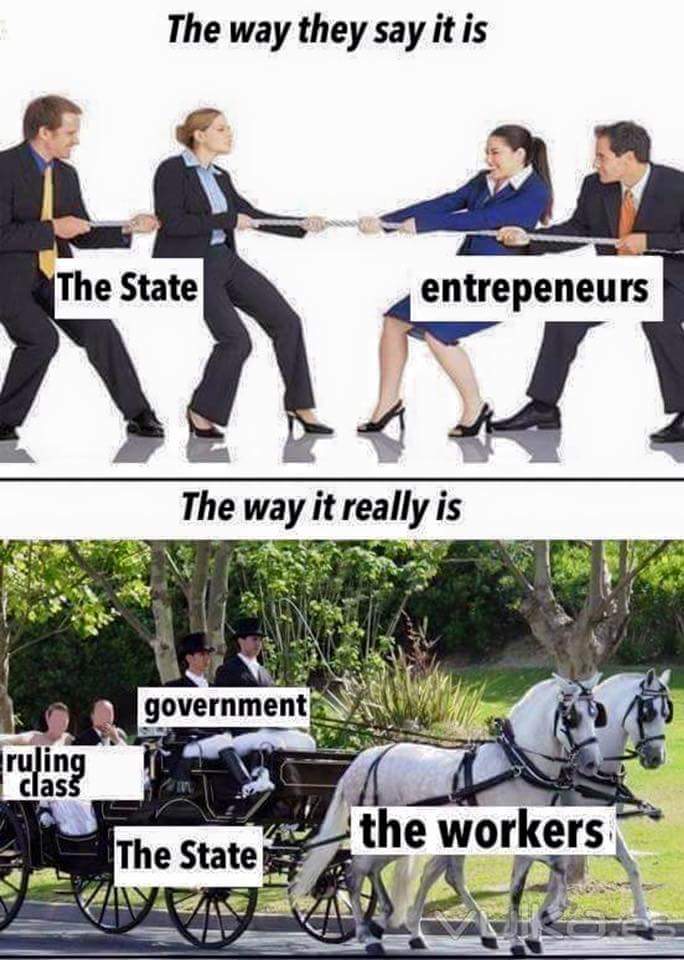 The way they say it is
The State
entrepeneurs
The way it really is
government
ruling
class
The State
the workers